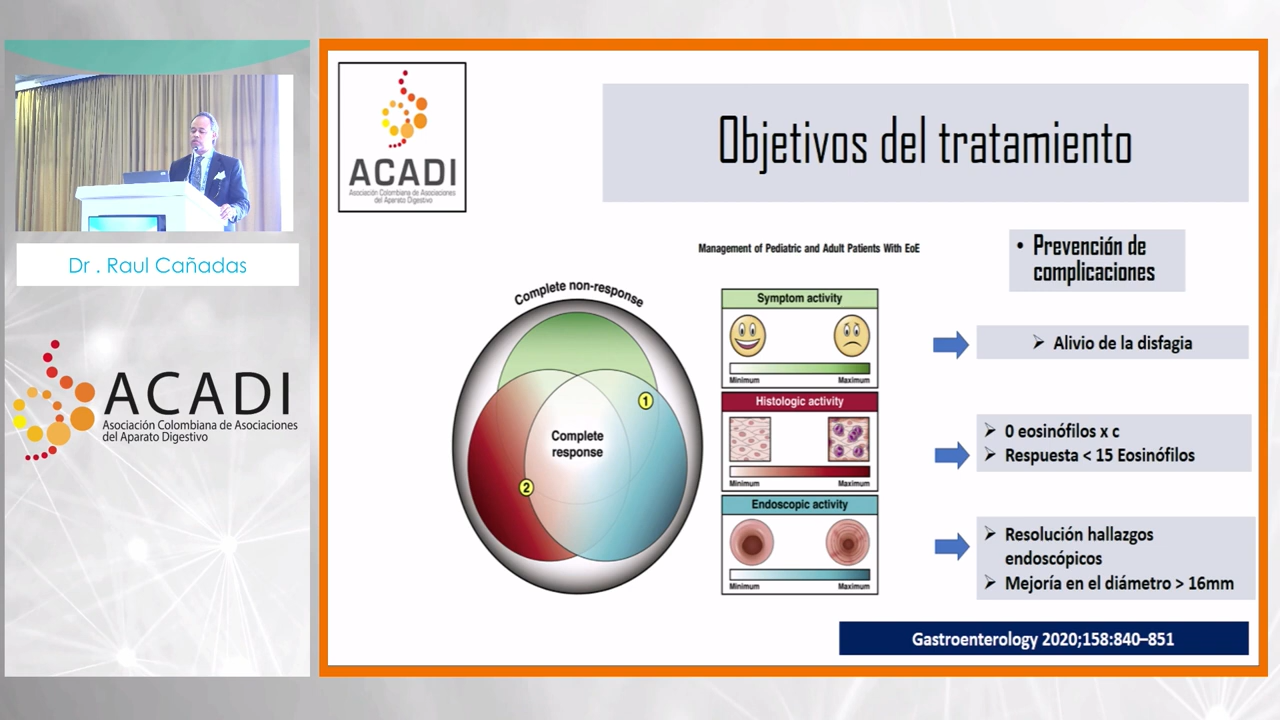 Dr . Raul Cañadas
ACADI
Asociación Colombiana de Asociaciones
del Aparato Digestivo
ACADI
Asociación Colombiana de Asociaciones
del Aparato Digestivo
Objetivos del tratamiento
Management of Pediatric and Adult Patients With EoE
• Prevención de
complicaciones
Complete non-response
1
Complete
response
2
Symptom activity
Minimum Maximum
Histologic activity
Minimum Maximum
Endoscopic activity
Minimum Maximum
➢ Alivio de la disfagia
➢ 0 eosinófilos x c
➢ Respuesta < 15 Eosinófilos
➢ Resolución hallazgos
endoscópicos
➢ Mejoría en el diámetro > 16mm
Gastroenterology 2020;158:840–851